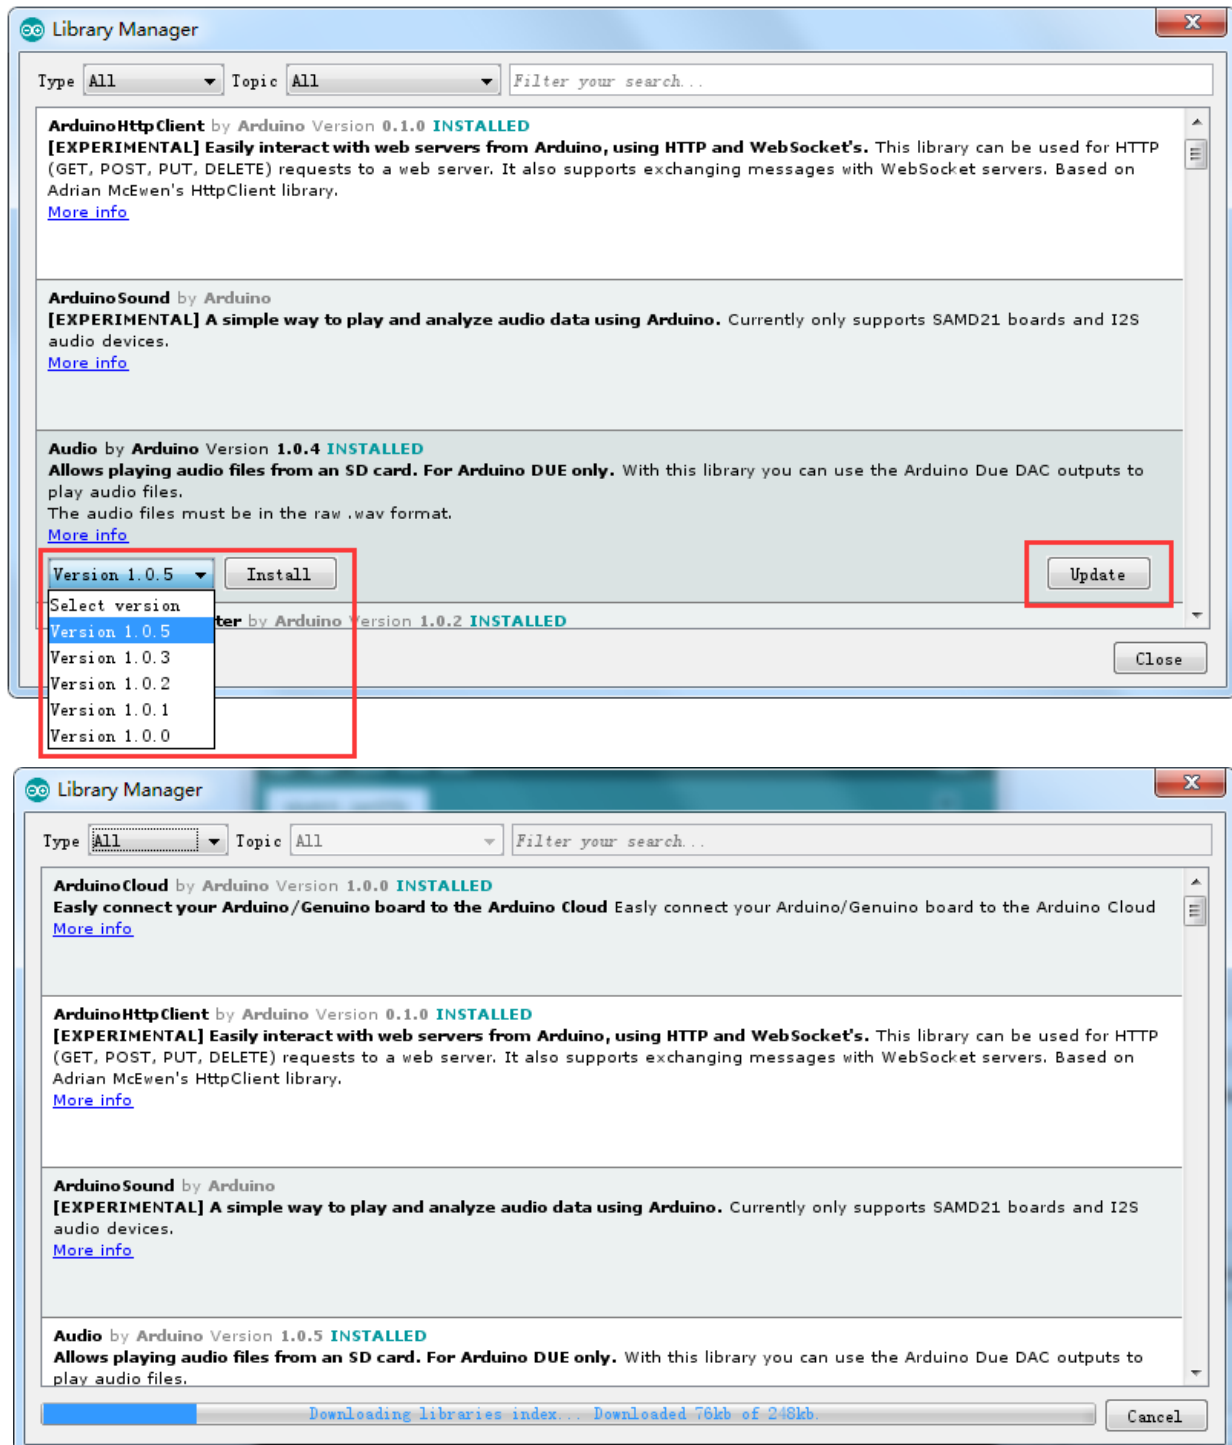 Library Manager
Type All Topic All Filter your search...
ArduinoHttpClient by Arduino Version 0.1.0 INSTALLED
[EXPERIMENTAL] Easily interact with web servers from Arduino, using HTTP and WebSocket's. This library can be used for HTTP
(GET, POST, PUT, DELETE) requests to a web server. It also supports exchanging messages with WebSocket servers. Based on
Adrian McEwen's HttpClient library.
More info
ArduinoSound by Arduino
[EXPERIMENTAL] A simple way to play and analyze audio data using Arduino. Currently only supports SAMD21 boards and I2S
audio devices.
More info
Audio by Arduino Version 1.0.4 INSTALLED
Allows playing audio files from an SD card. For Arduino DUE only. With this library you can use the Arduino Due DAC outputs to
play audio files.
The audio files must be in the raw .wav format.
More info
Version 1.0.5 Install Update
Select version
ter by Arduino Version 1.0.2 INSTALLED
Version 1.0.5
Version 1.0.3
Close
Version 1.0.2
Version 1.0.1
Version 1.0.0
Library Manager
Type All Topic All Filter your search...
ArduinoCloud by Arduino Version 1.0.0 INSTALLED
Easly connect your Arduino/Genuino board to the Arduino Cloud Easly connect your Arduino/Genuino board to the Arduino Cloud
More info
ArduinoHttpClient by Arduino Version 0.1.0 INSTALLED
[EXPERIMENTAL] Easily interact with web servers from Arduino, using HTTP and WebSocket's. This library can be used for HTTP
(GET, POST, PUT, DELETE) requests to a web server. It also supports exchanging messages with WebSocket servers. Based on
Adrian McEwen's HttpClient library.
More info
ArduinoSound by Arduino
[EXPERIMENTAL] A simple way to play and analyze audio data using Arduino. Currently only supports SAMD21 boards and I2S
audio devices.
More info
Audio by Arduino Version 1.0.5 INSTALLED
Allows playing audio files from an SD card. For Arduino DUE only. With this library you can use the Arduino Due DAC outputs to
play audio files.
Downloading libraries index... Downloaded 76kb of 248kb.
Cancel